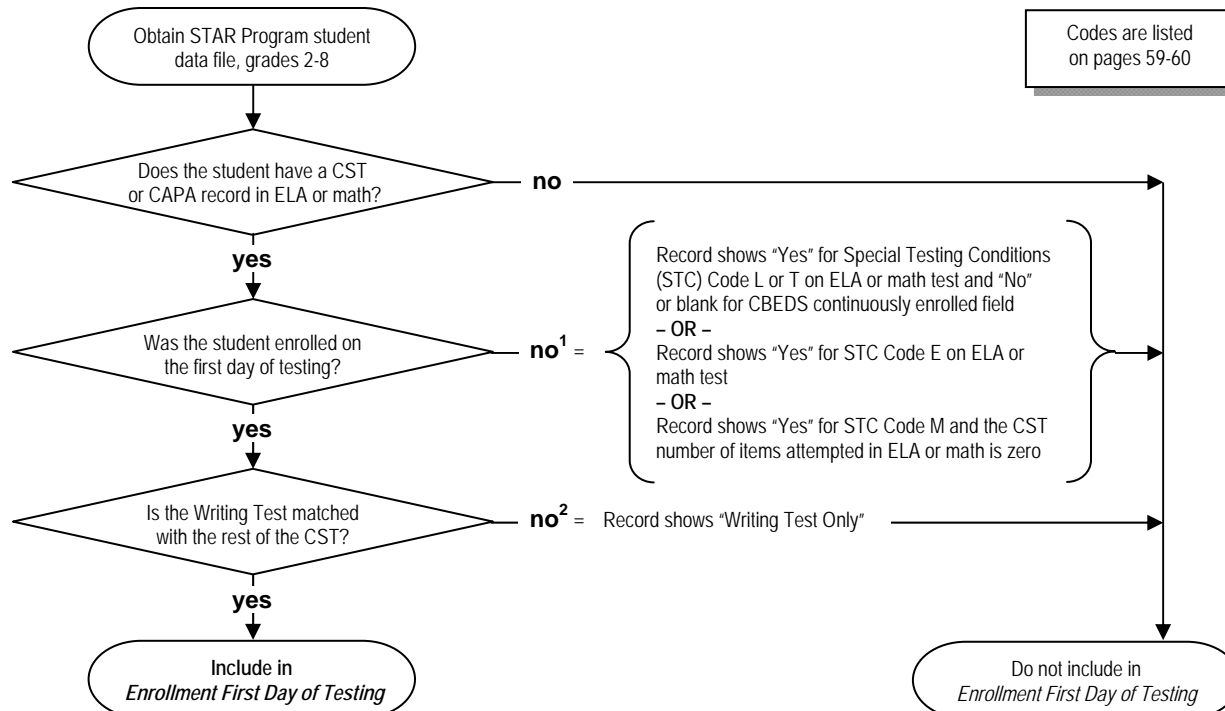 Obtain STAR Program student
data file, grades 2-8
Codes are listed
on pages 59-60
Does the student have a CST
or CAPA record in ELA or math?
no
yes
Record shows “Yes” for Special Testing Conditions
(STC) Code L or T on ELA or math test and “No”
or blank for CBEDS continuously enrolled field
– OR –
Record shows “Yes” for STC Code E on ELA or
math test
– OR –
Record shows “Yes” for STC Code M and the CST
number of items attempted in ELA or math is zero
Was the student enrolled on
the first day of testing?
no¹ =
yes
Is the Writing Test matched
with the rest of the CST?
no² = Record shows “Writing Test Only”
yes
Include in
Enrollment First Day of Testing
Do not include in
Enrollment First Day of Testing